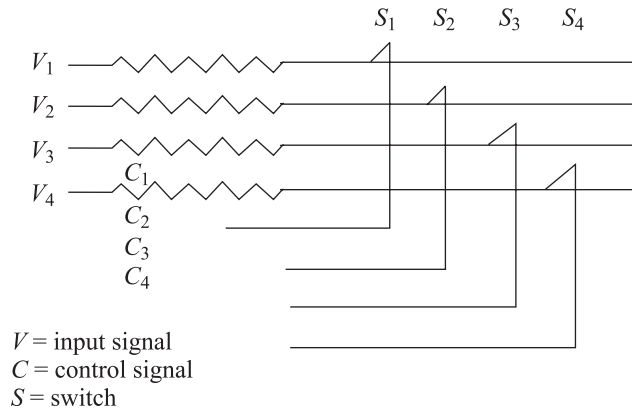 S1 S2 S3 S4
V1
V2
V3
C1
V4
C2
C3
C4
V = input signal
C = control signal
S = switch